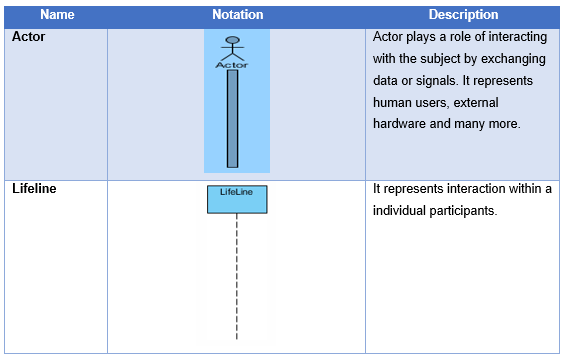 Name Notation Description
Actor
Actor
Actor plays a role of interacting
with the subject by exchanging
data or signals. It represents
human users, external
hardware and many more.
Lifeline
LifeLine
It represents interaction within a
individual participants.